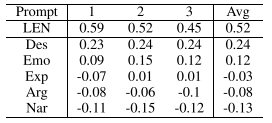 Prompt 1 2 3 Avg
LEN 0.59 0.52 0.45 0.52
Des 0.23 0.24 0.24 0.24
Emo 0.09 0.15 0.12 0.12
Exp -0.07 0.01 0.01 -0.03
Arg -0.08 -0.06 -0.1 -0.08
Nar -0.11 -0.15 -0.12 -0.13